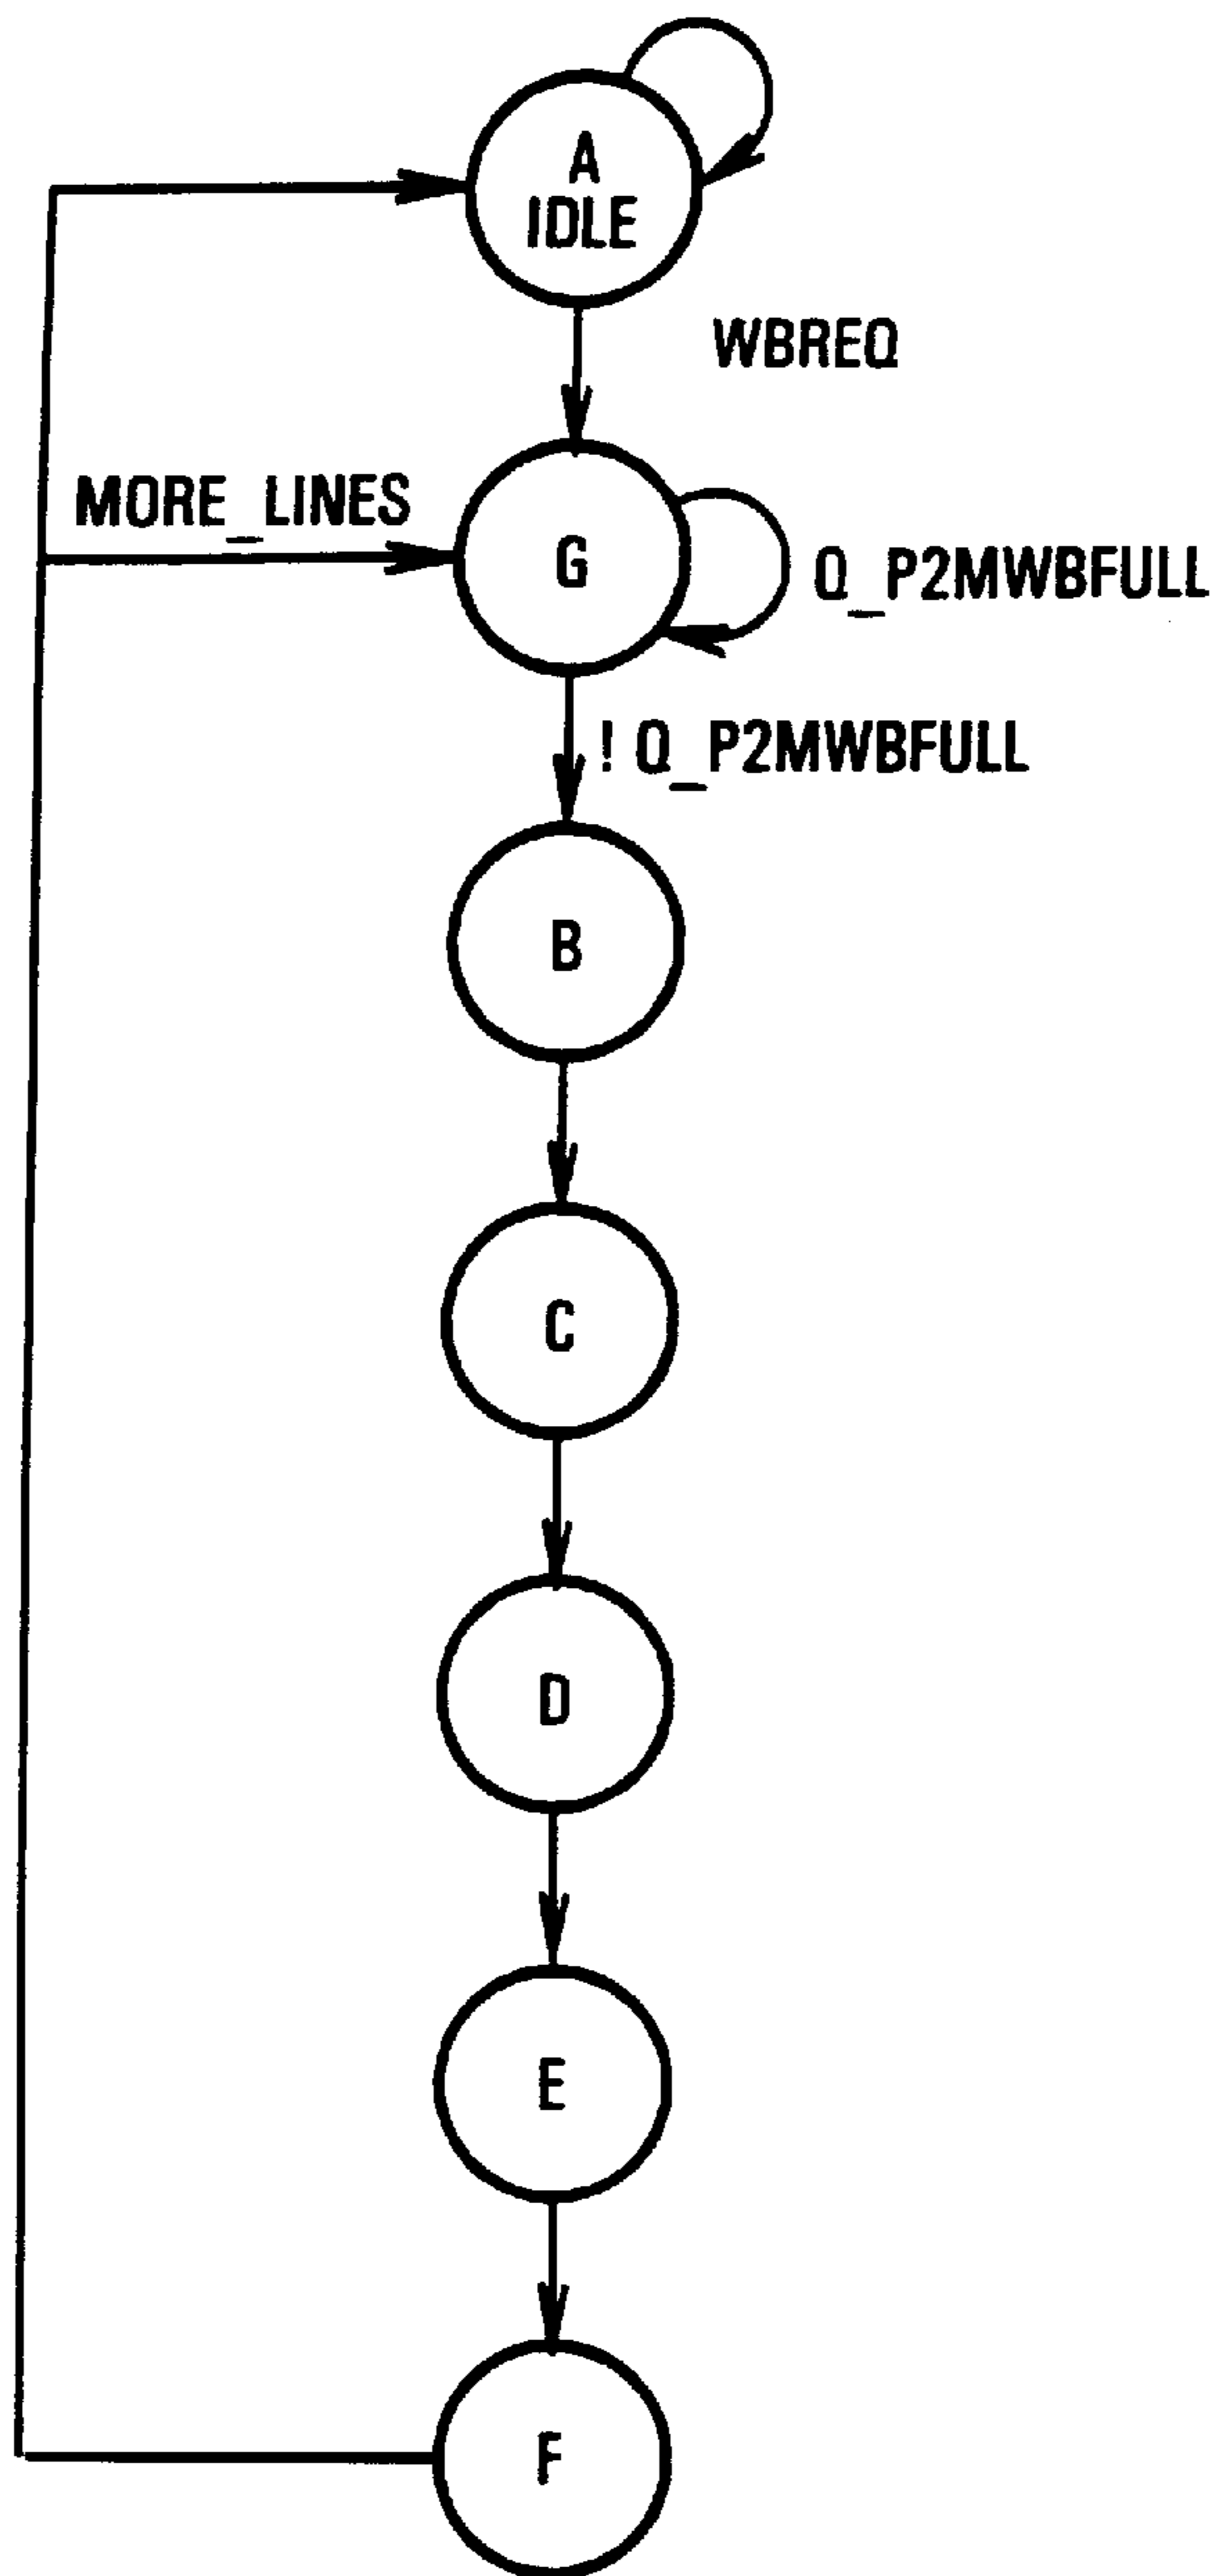 A
IDLE
WBREQ
MORE_LINES
G
Q_P2MWBFULL
! Q_P2MWBFULL
B
C
D
E
F